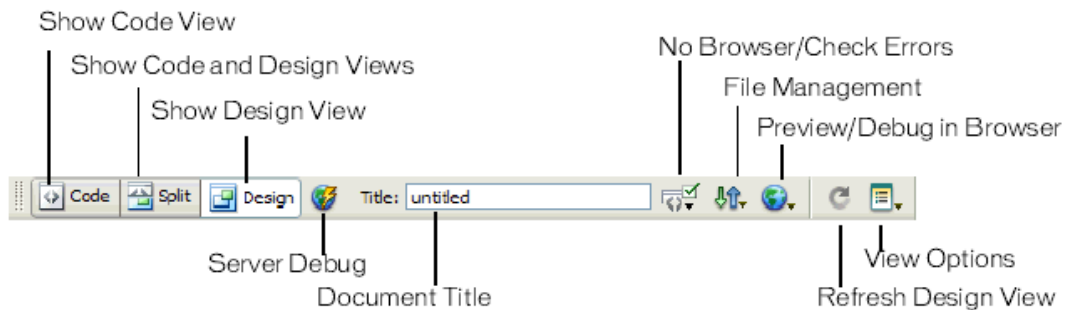 Show Code View
No Browser/Check Errors
Show Code and Design Views
File Management
Show Design View
Preview/Debug in Browser
Code Split Design Title: untitled
Server Debug
View Options
Document Title
Refresh Design View